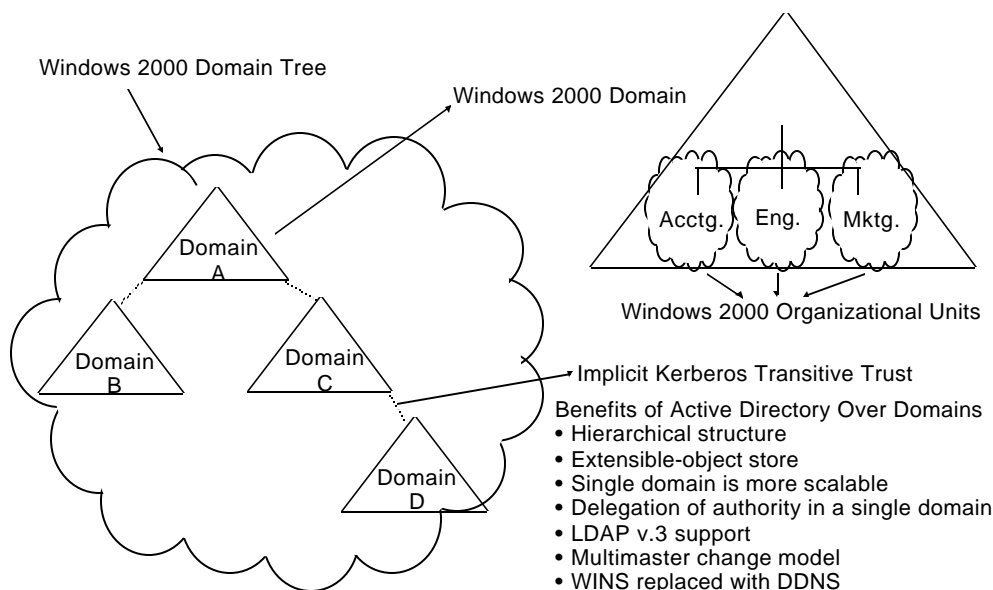 Windows 2000 Domain Tree
Windows 2000 Domain
Domain
A
Domain
B
Domain
C
Domain
D
Acctg.
Eng.
Mktg.
Windows 2000 Organizational Units
Implicit Kerberos Transitive Trust
Benefits of Active Directory Over Domains
• Hierarchical structure
• Extensible-object store
• Single domain is more scalable
• Delegation of authority in a single domain
• LDAP v.3 support
• Multimaster change model
• WINS replaced with DDNS